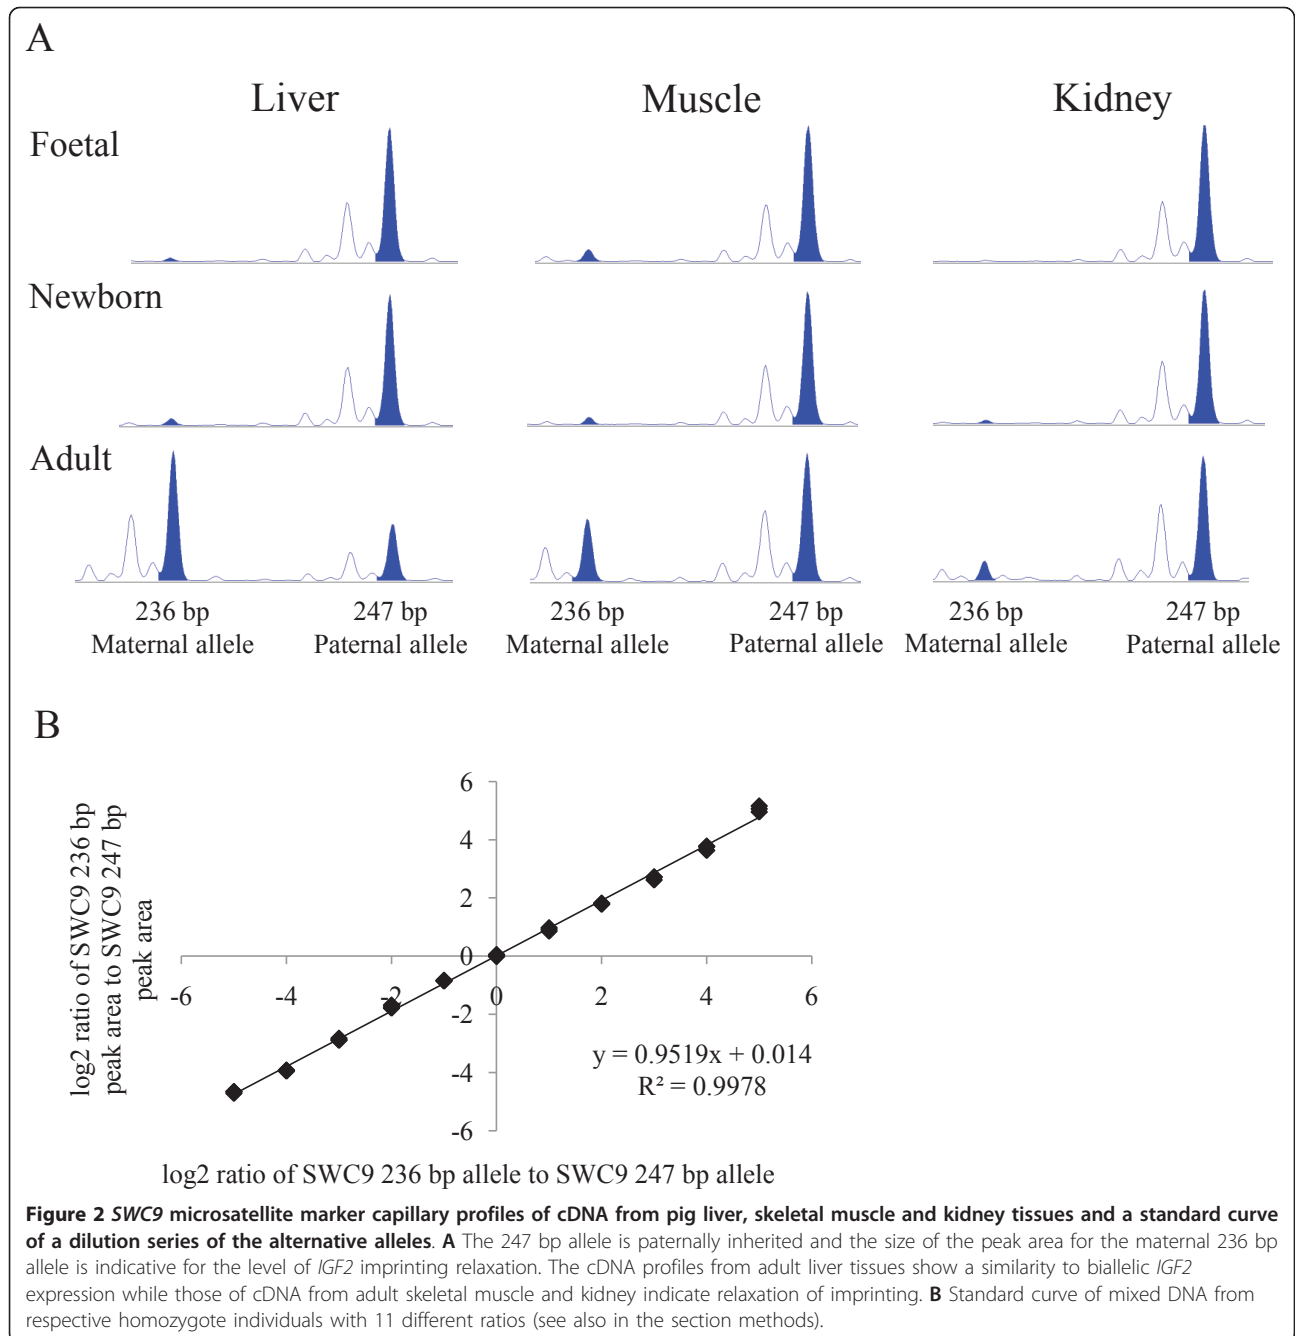 A
Liver
Muscle
Kidney
Foetal
Newborn
Adult
236 bp
Maternal allele
247 bp
Paternal allele
236 bp
Maternal allele
247 bp
Paternal allele
236 bp
Maternal allele
247 bp
Paternal allele
B
log2 ratio of SWC9 236 bp
peak area to SWC9 247 bp
peak area
6
4
2
0
-2
-4
-6
-6
-4
-2
0
2
4
6
y = 0.9519x + 0.014
R² = 0.9978
log2 ratio of SWC9 236 bp allele to SWC9 247 bp allele
Figure 2 SWC9 microsatellite marker capillary profiles of cDNA from pig liver, skeletal muscle and kidney tissues and a standard curve
of a dilution series of the alternative alleles. A The 247 bp allele is paternally inherited and the size of the peak area for the maternal 236 bp
allele is indicative for the level of IGF2 imprinting relaxation. The cDNA profiles from adult liver tissues show a similarity to biallelic IGF2
expression while those of cDNA from adult skeletal muscle and kidney indicate relaxation of imprinting. B Standard curve of mixed DNA from
respective homozygote individuals with 11 different ratios (see also in the section methods).